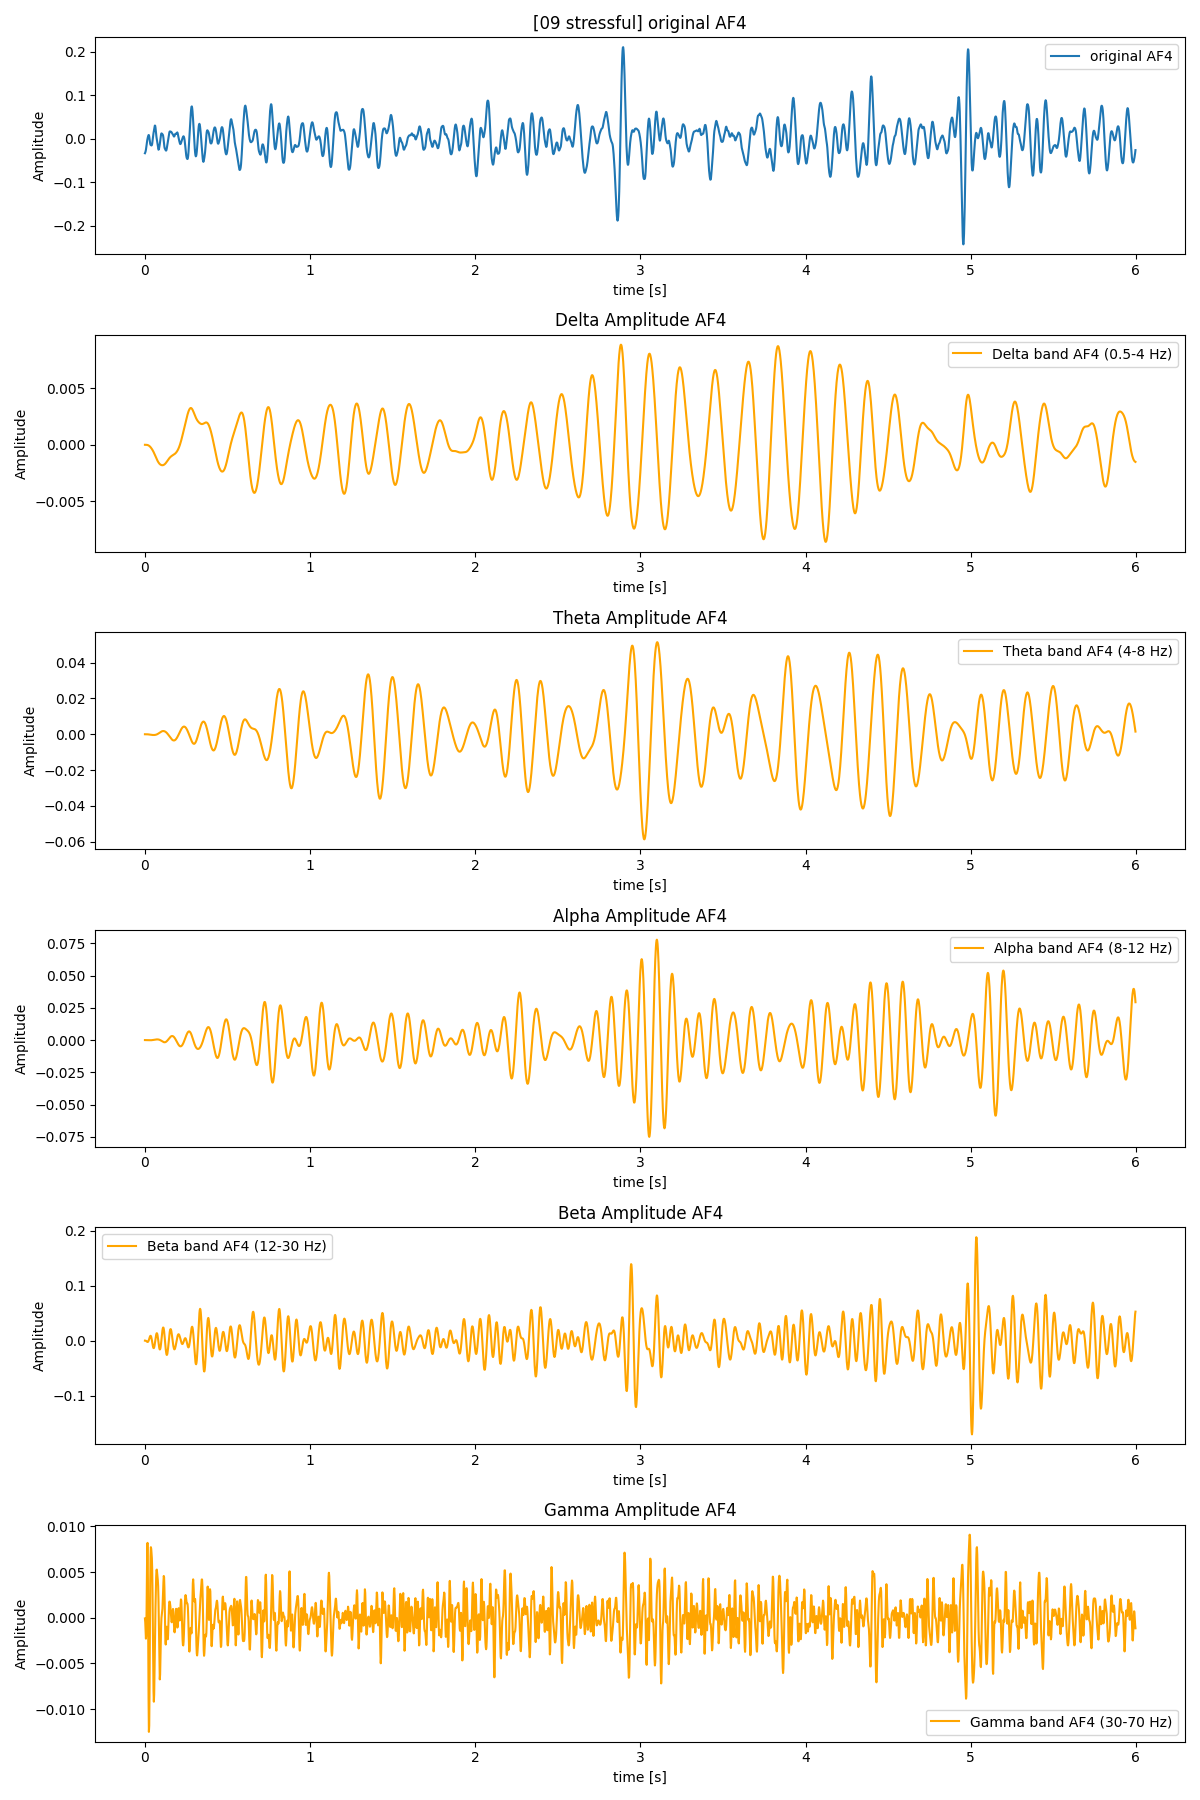 [09 stressful] original AF4
original AF4
Amplitude
0.2
0.1
0.0
−0.1
−0.2
0 1 2 3 4 5 6
time [s]
Delta Amplitude AF4
Delta band AF4 (0.5-4 Hz)
Amplitude
0.005
0.000
−0.005
0 1 2 3 4 5 6
time [s]
Theta Amplitude AF4
Theta band AF4 (4-8 Hz)
Amplitude
0.04
0.02
0.00
−0.02
−0.04
−0.06
0 1 2 3 4 5 6
time [s]
Alpha Amplitude AF4
Alpha band AF4 (8-12 Hz)
Amplitude
0.075
0.050
0.025
0.000
−0.025
−0.050
−0.075
0 1 2 3 4 5 6
time [s]
Beta Amplitude AF4
Beta band AF4 (12-30 Hz)
Amplitude
0.2
0.1
0.0
−0.1
0 1 2 3 4 5 6
time [s]
Gamma Amplitude AF4
Amplitude
0.010
0.005
0.000
−0.005
−0.010
Gamma band AF4 (30-70 Hz)
0 1 2 3 4 5 6
time [s]